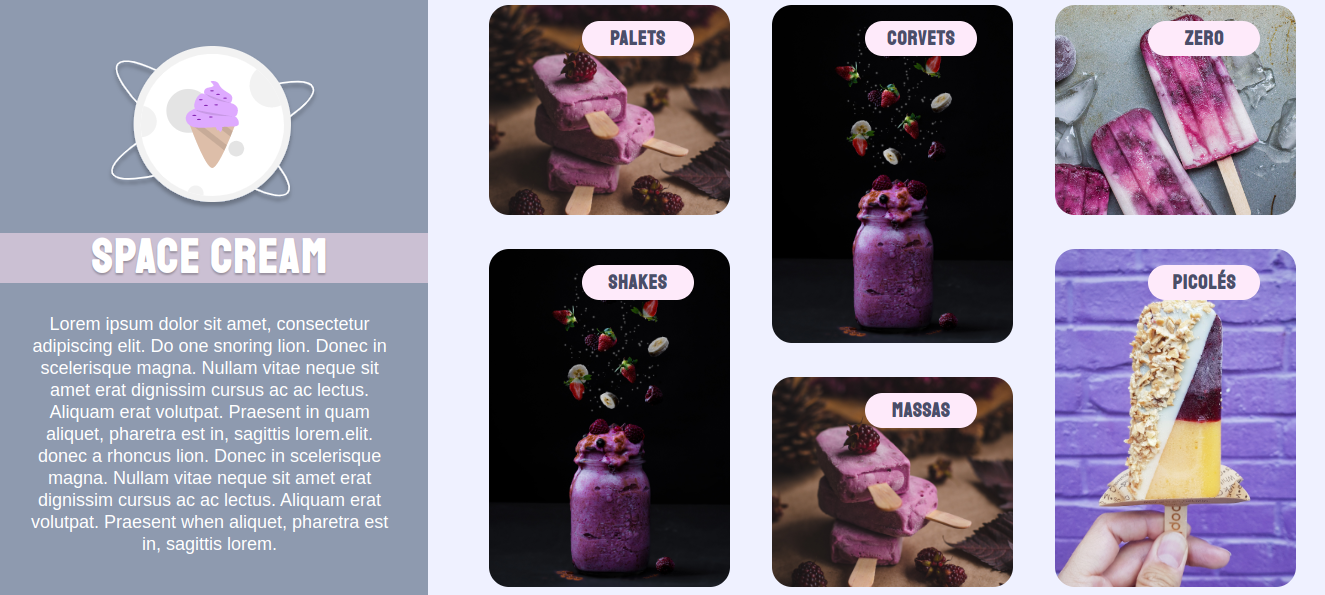 SPACE CREAM
Lorem ipsum dolor sit amet, consectetur
adipiscing elit. Do one snoring lion. Donec in
scelerisque magna. Nullam vitae neque sit
amet erat dignissim cursus ac ac lectus.
Aliquam erat volutpat. Praesent in quam
aliquet, pharetra est in, sagittis lorem.elit.
donec a rhoncus lion. Donec in scelerisque
magna. Nullam vitae neque sit amet erat
dignissim cursus ac ac lectus. Aliquam erat
volutpat. Praesent when aliquet, pharetra est
in, sagittis lorem.
PALETS
CORVETS
ZERO
SHAKES
PICOLÉS
MASSAS